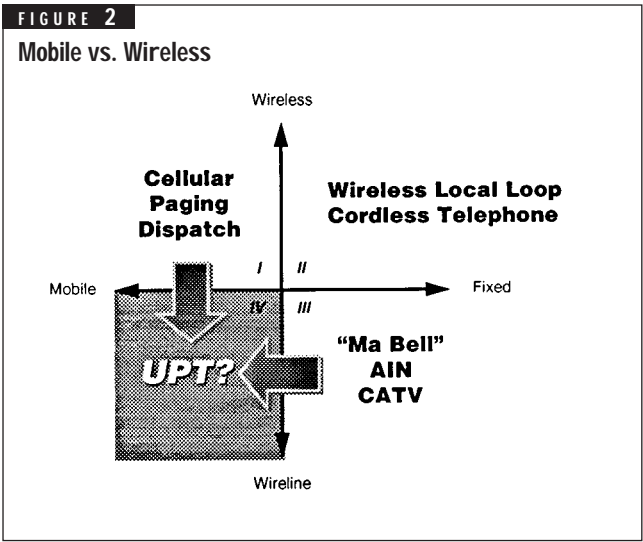 FIGURE 2
Mobile vs. Wireless
Wireless
Cellular
Paging
Dispatch
Wireless Local Loop
Cordless Telephone
I II
Mobile
Fixed
IV III
UPT?
"Ma Bell"
AIN
CATV
Wireline